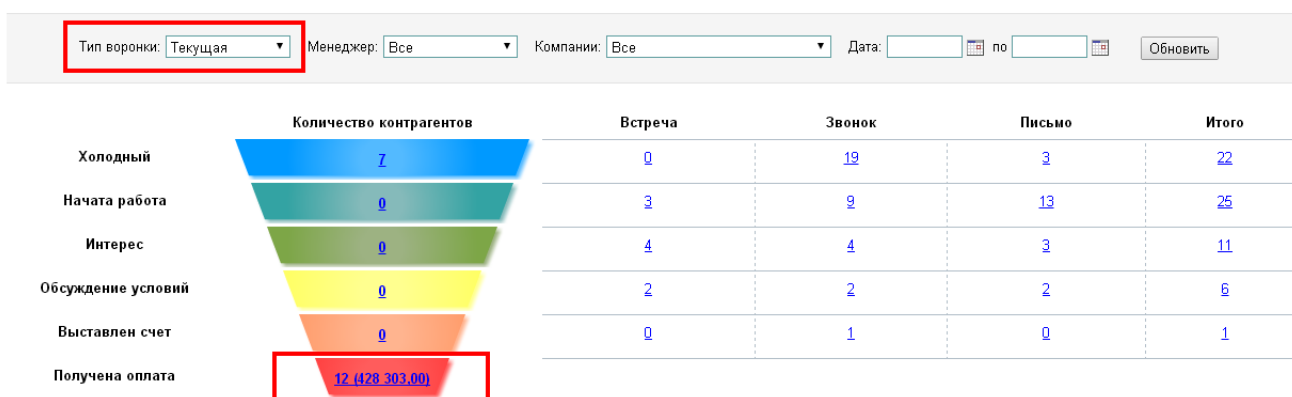 Тип воронки: Текущая Менеджер: Все Компании: Все Дата: по Обновить
Количество контрагентов Встреча Звонок Письмо Итого
Холодный 7 0 19 3 22
Начата работа 0 3 9 13 25
Интерес 0 4 4 3 11
Обсуждение условий 0 2 2 2 6
Выставлен счет 0 0 1 0 1
Получена оплата 12 (428 303,00)